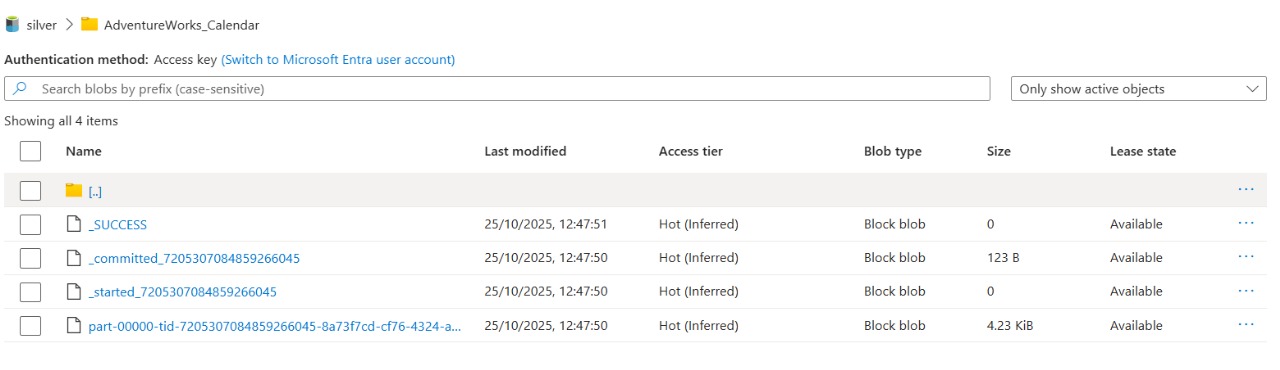 silver > AdventureWorks_Calendar
Authentication method: Access key (Switch to Microsoft Entra user account)
Search blobs by prefix (case-sensitive) Only show active objects
Showing all 4 items
Name Last modified Access tier Blob type Size Lease state
[..] ...
_SUCCESS 25/10/2025, 12:47:51 Hot (Inferred) Block blob 0 Available ...
_committed_7205307084859266045 25/10/2025, 12:47:50 Hot (Inferred) Block blob 123 B Available ...
_started_7205307084859266045 25/10/2025, 12:47:50 Hot (Inferred) Block blob 0 Available ...
part-00000-tid-7205307084859266045-8a73f7cd-cf76-4324-a... 25/10/2025, 12:47:50 Hot (Inferred) Block blob 4.23 KiB Available ...